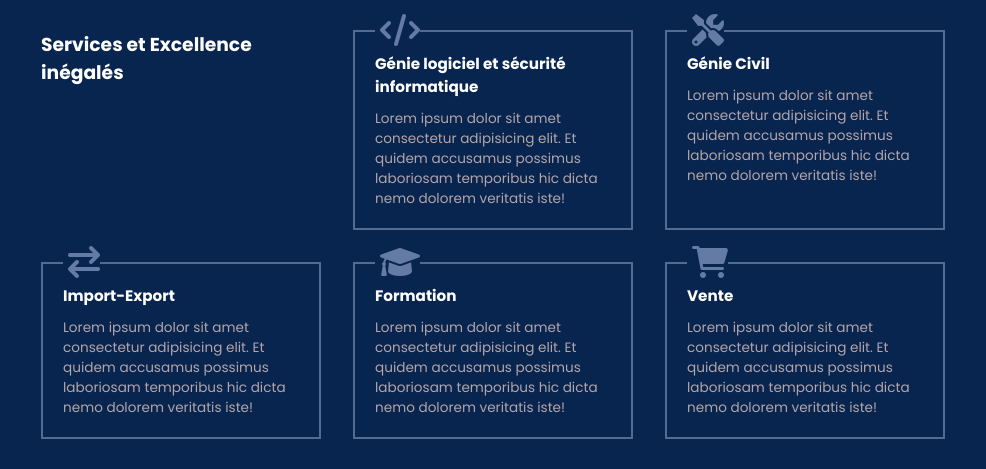 Services et Excellence
inégalés
Génie logiciel et sécurité
informatique
Lorem ipsum dolor sit amet
consectetur adipisicing elit. Et
quidem accusamus possimus
laboriosam temporibus hic dicta
nemo dolorem veritatis iste!
Génie Civil
Lorem ipsum dolor sit amet
consectetur adipisicing elit. Et
quidem accusamus possimus
laboriosam temporibus hic dicta
nemo dolorem veritatis iste!
Import-Export
Lorem ipsum dolor sit amet
consectetur adipisicing elit. Et
quidem accusamus possimus
laboriosam temporibus hic dicta
nemo dolorem veritatis iste!
Formation
Lorem ipsum dolor sit amet
consectetur adipisicing elit. Et
quidem accusamus possimus
laboriosam temporibus hic dicta
nemo dolorem veritatis iste!
Vente
Lorem ipsum dolor sit amet
consectetur adipisicing elit. Et
quidem accusamus possimus
laboriosam temporibus hic dicta
nemo dolorem veritatis iste!